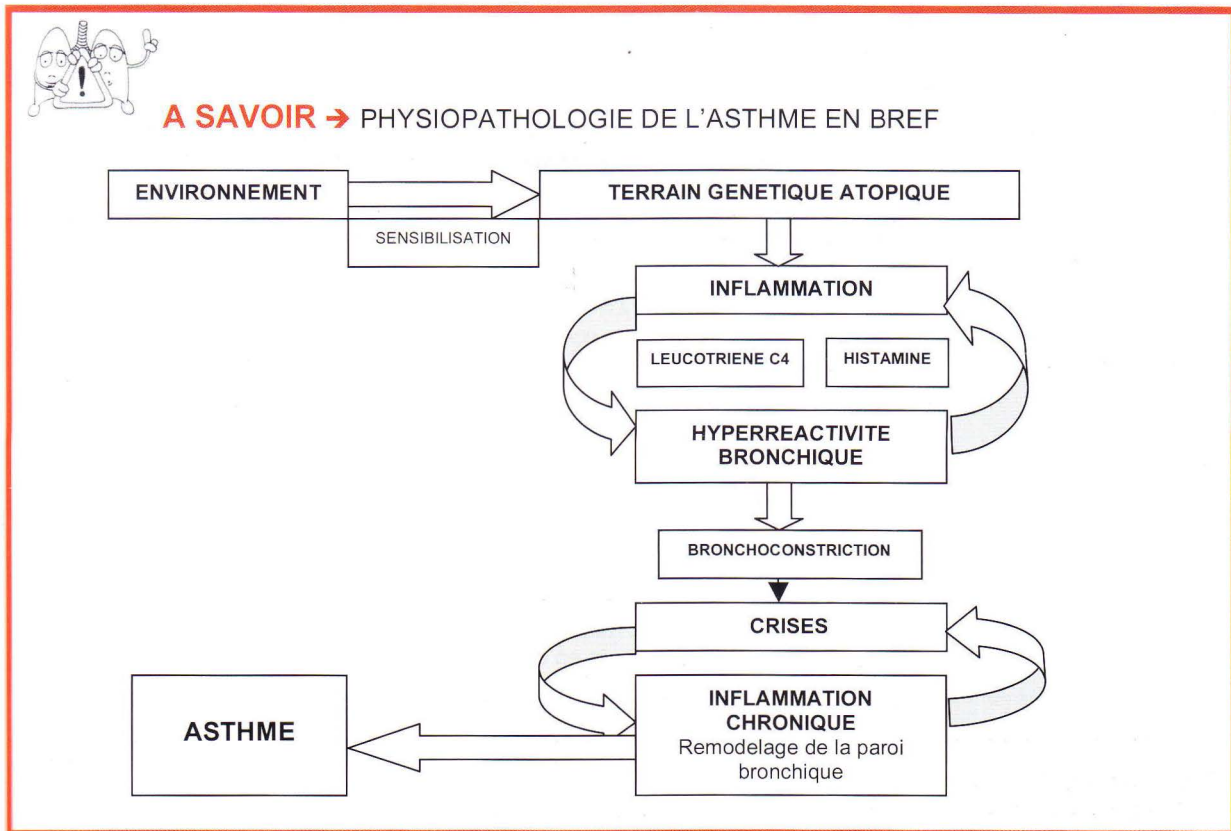 !
A SAVOIR → PHYSIOPATHOLOGIE DE L'ASTHME EN BREF
ENVIRONNEMENT
TERRAIN GENETIQUE ATOPIQUE
SENSIBILISATION
INFLAMMATION
LEUCOTRIENE C4
HISTAMINE
HYPERREACTIVITE
BRONCHIQUE
BRONCHOCONSTRICTION
CRISES
ASTHME
INFLAMMATION
CHRONIQUE
Remodelage de la paroi
bronchique